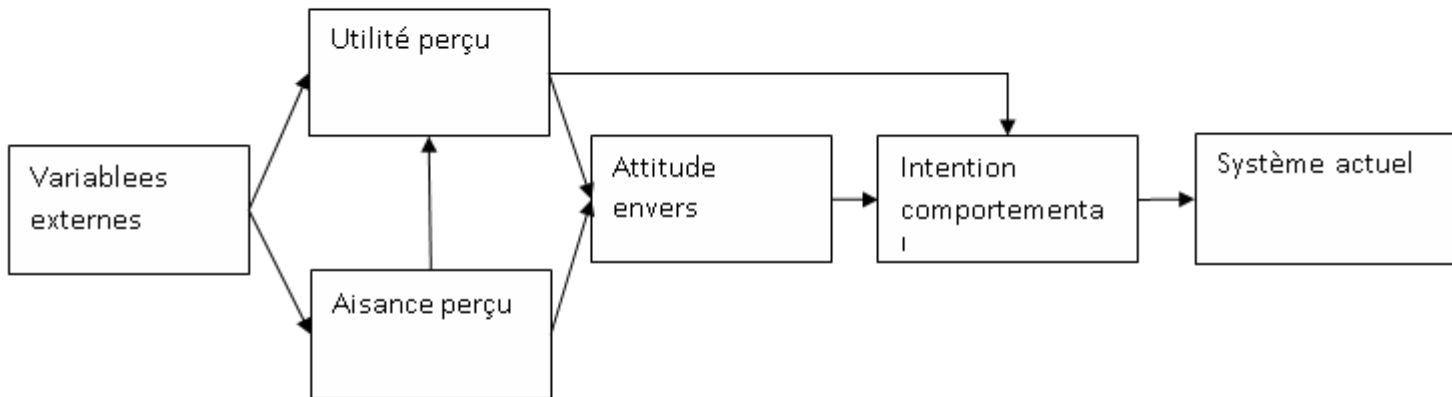 Utilité perçu
Variablees
externes
Aisance perçu
Attitude
envers
Intention
comportementa
l
Système actuel